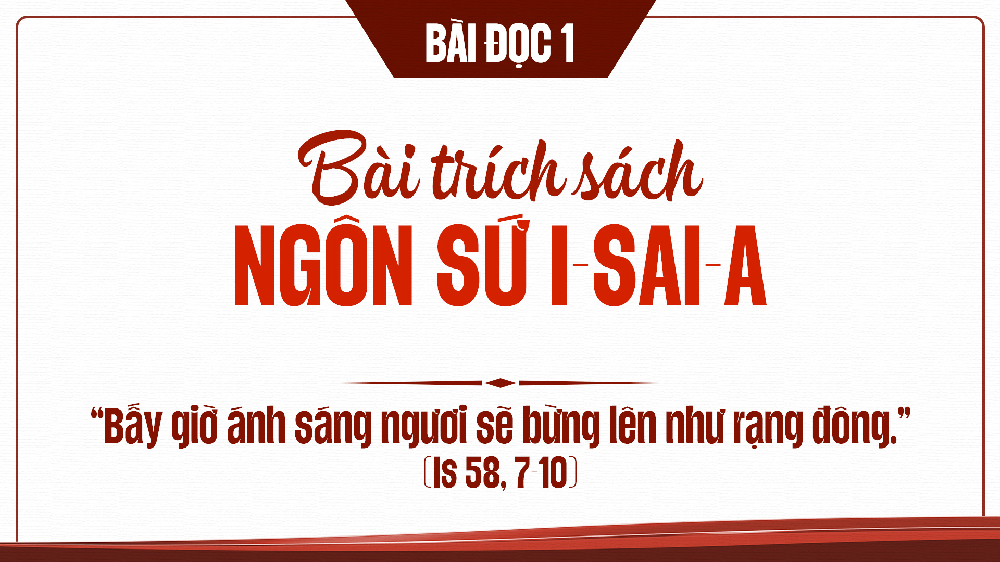 BÀI ĐỌC 1
Bài trích sách
NGÔN SỨ I-SAI-A
“Bấy giờ ánh sáng ngươi sẽ bừng lên như rạng đông.”
(Is 58, 7-10)